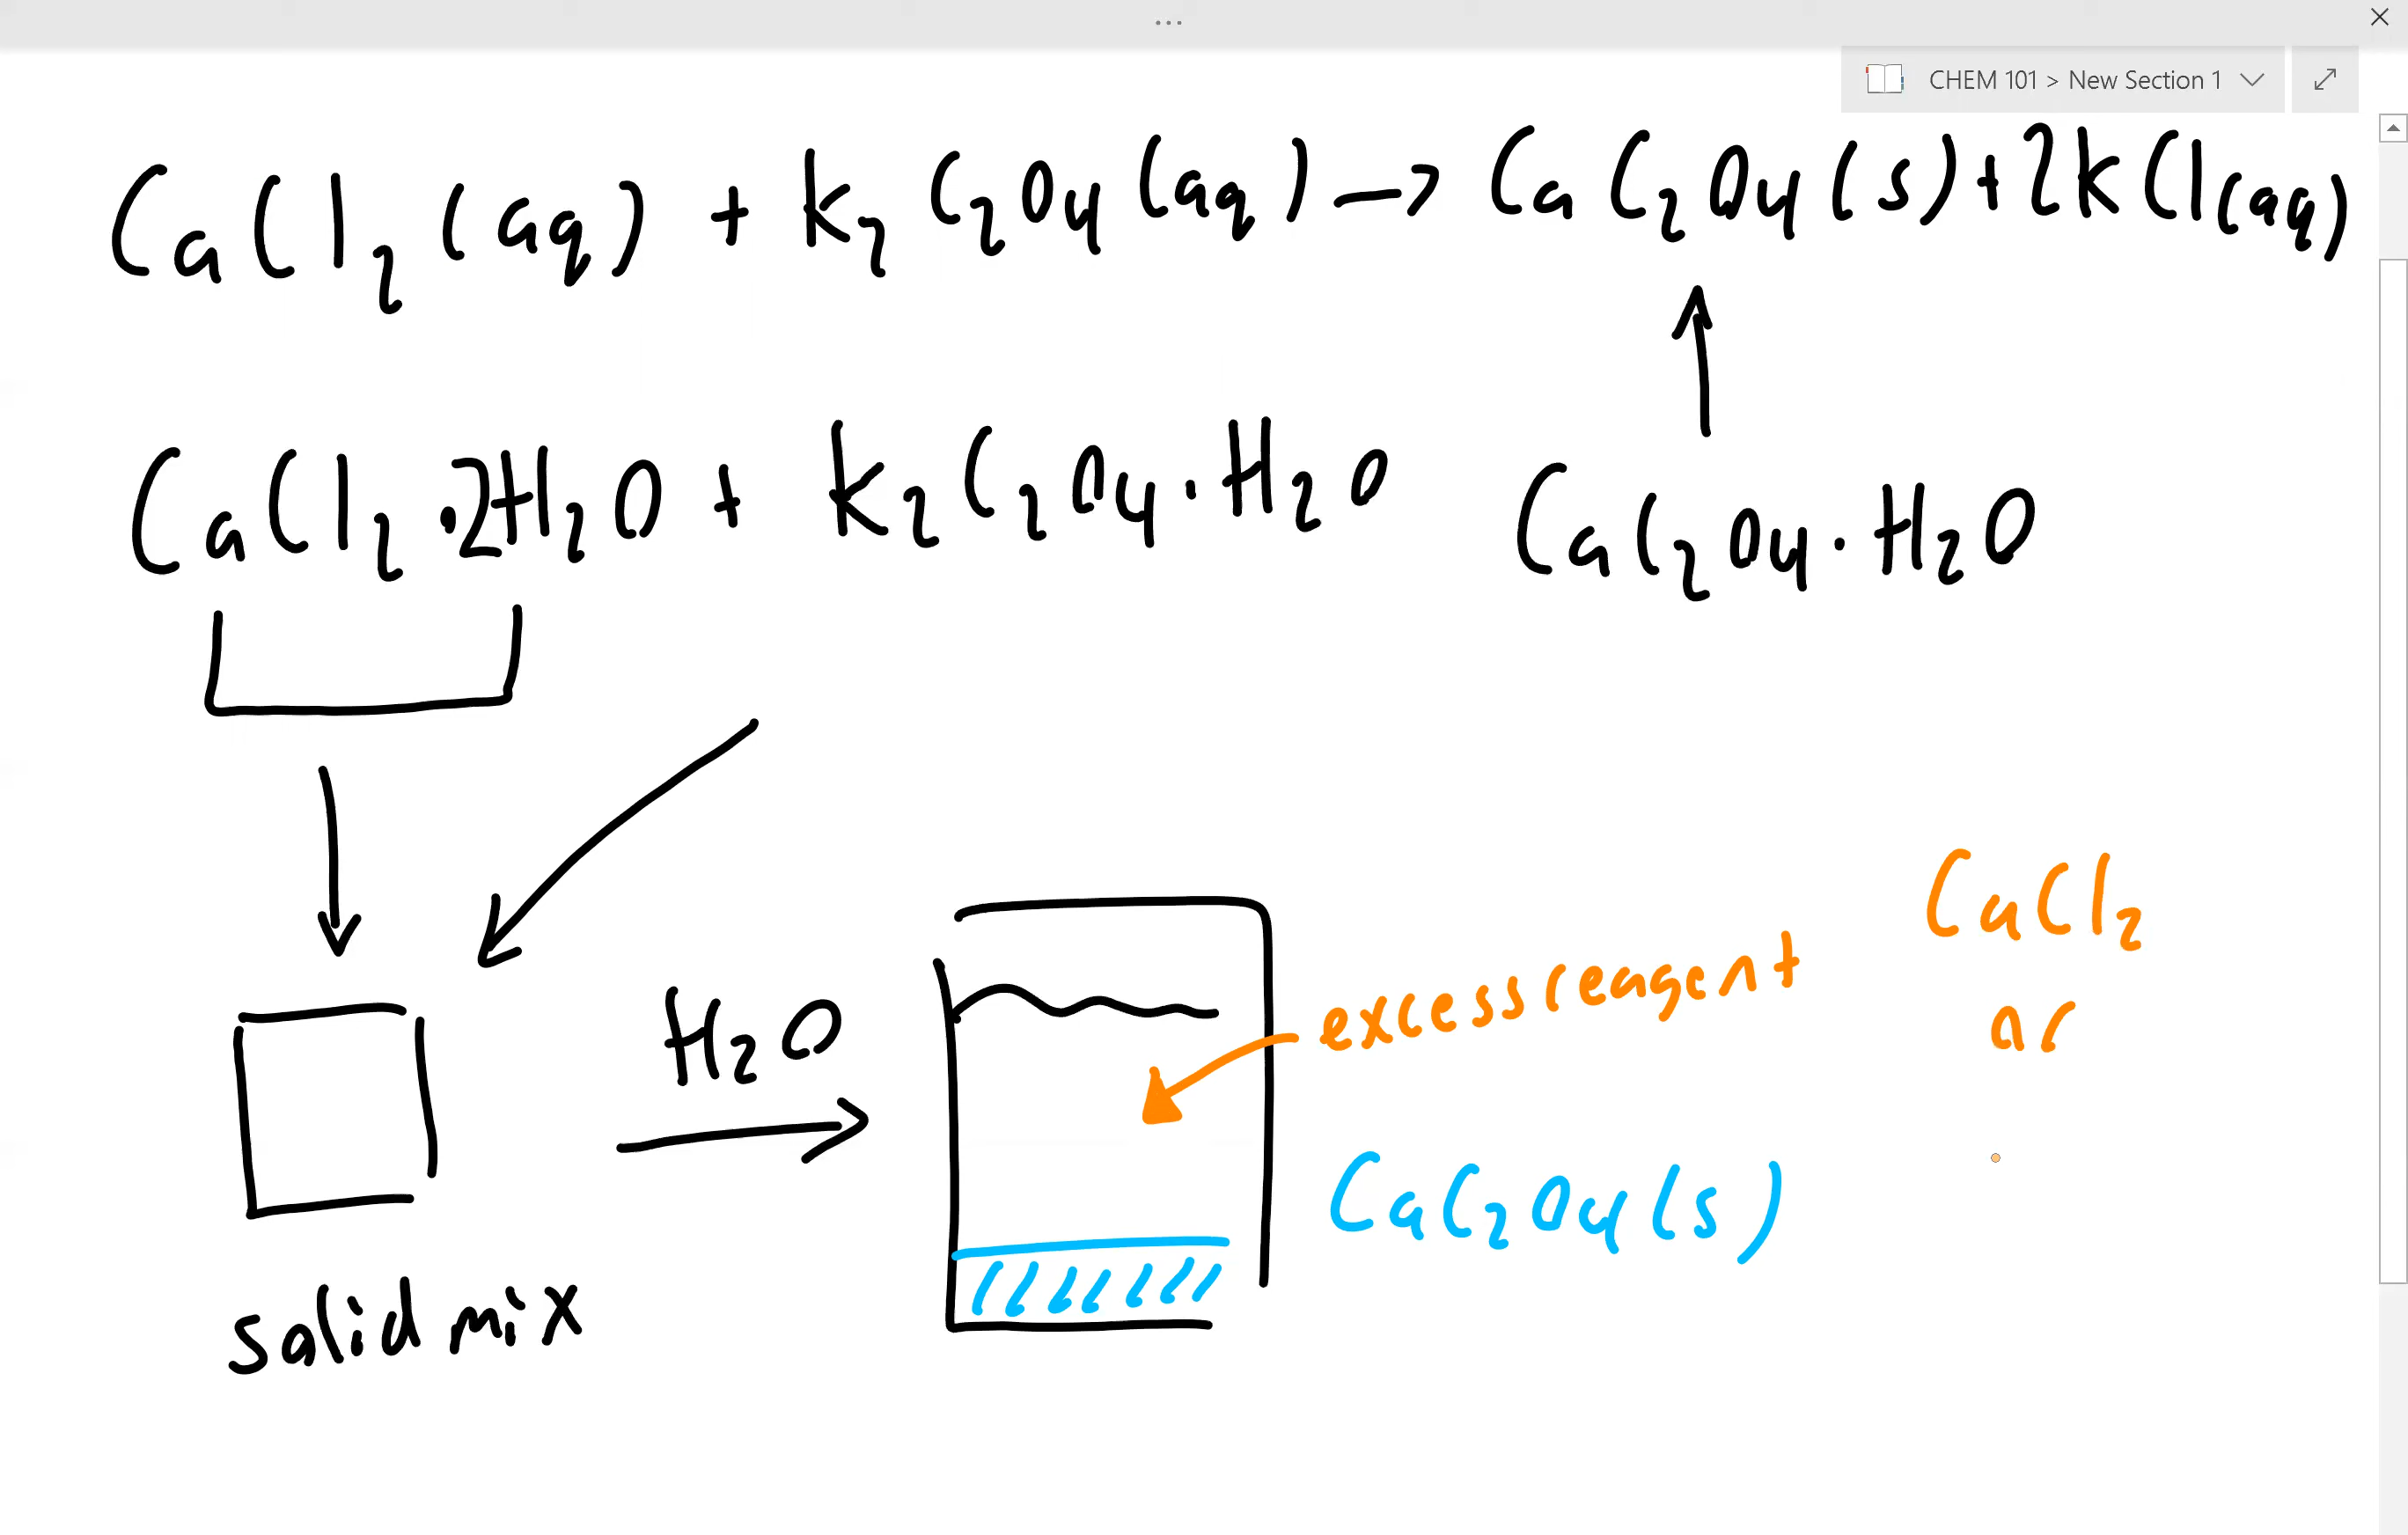 CHEM 101 > New Section 1
CaCl₂(aq) + K₂C₂O₄(aq) → CaC₂O₄(s) + 2KCl(aq)
CaCl₂·2H₂O + K₂C₂O₄·H₂O CaC₂O₄·H₂O
CaCl₂
excess reagent or
H₂O
CaC₂O₄(s)
solid mix